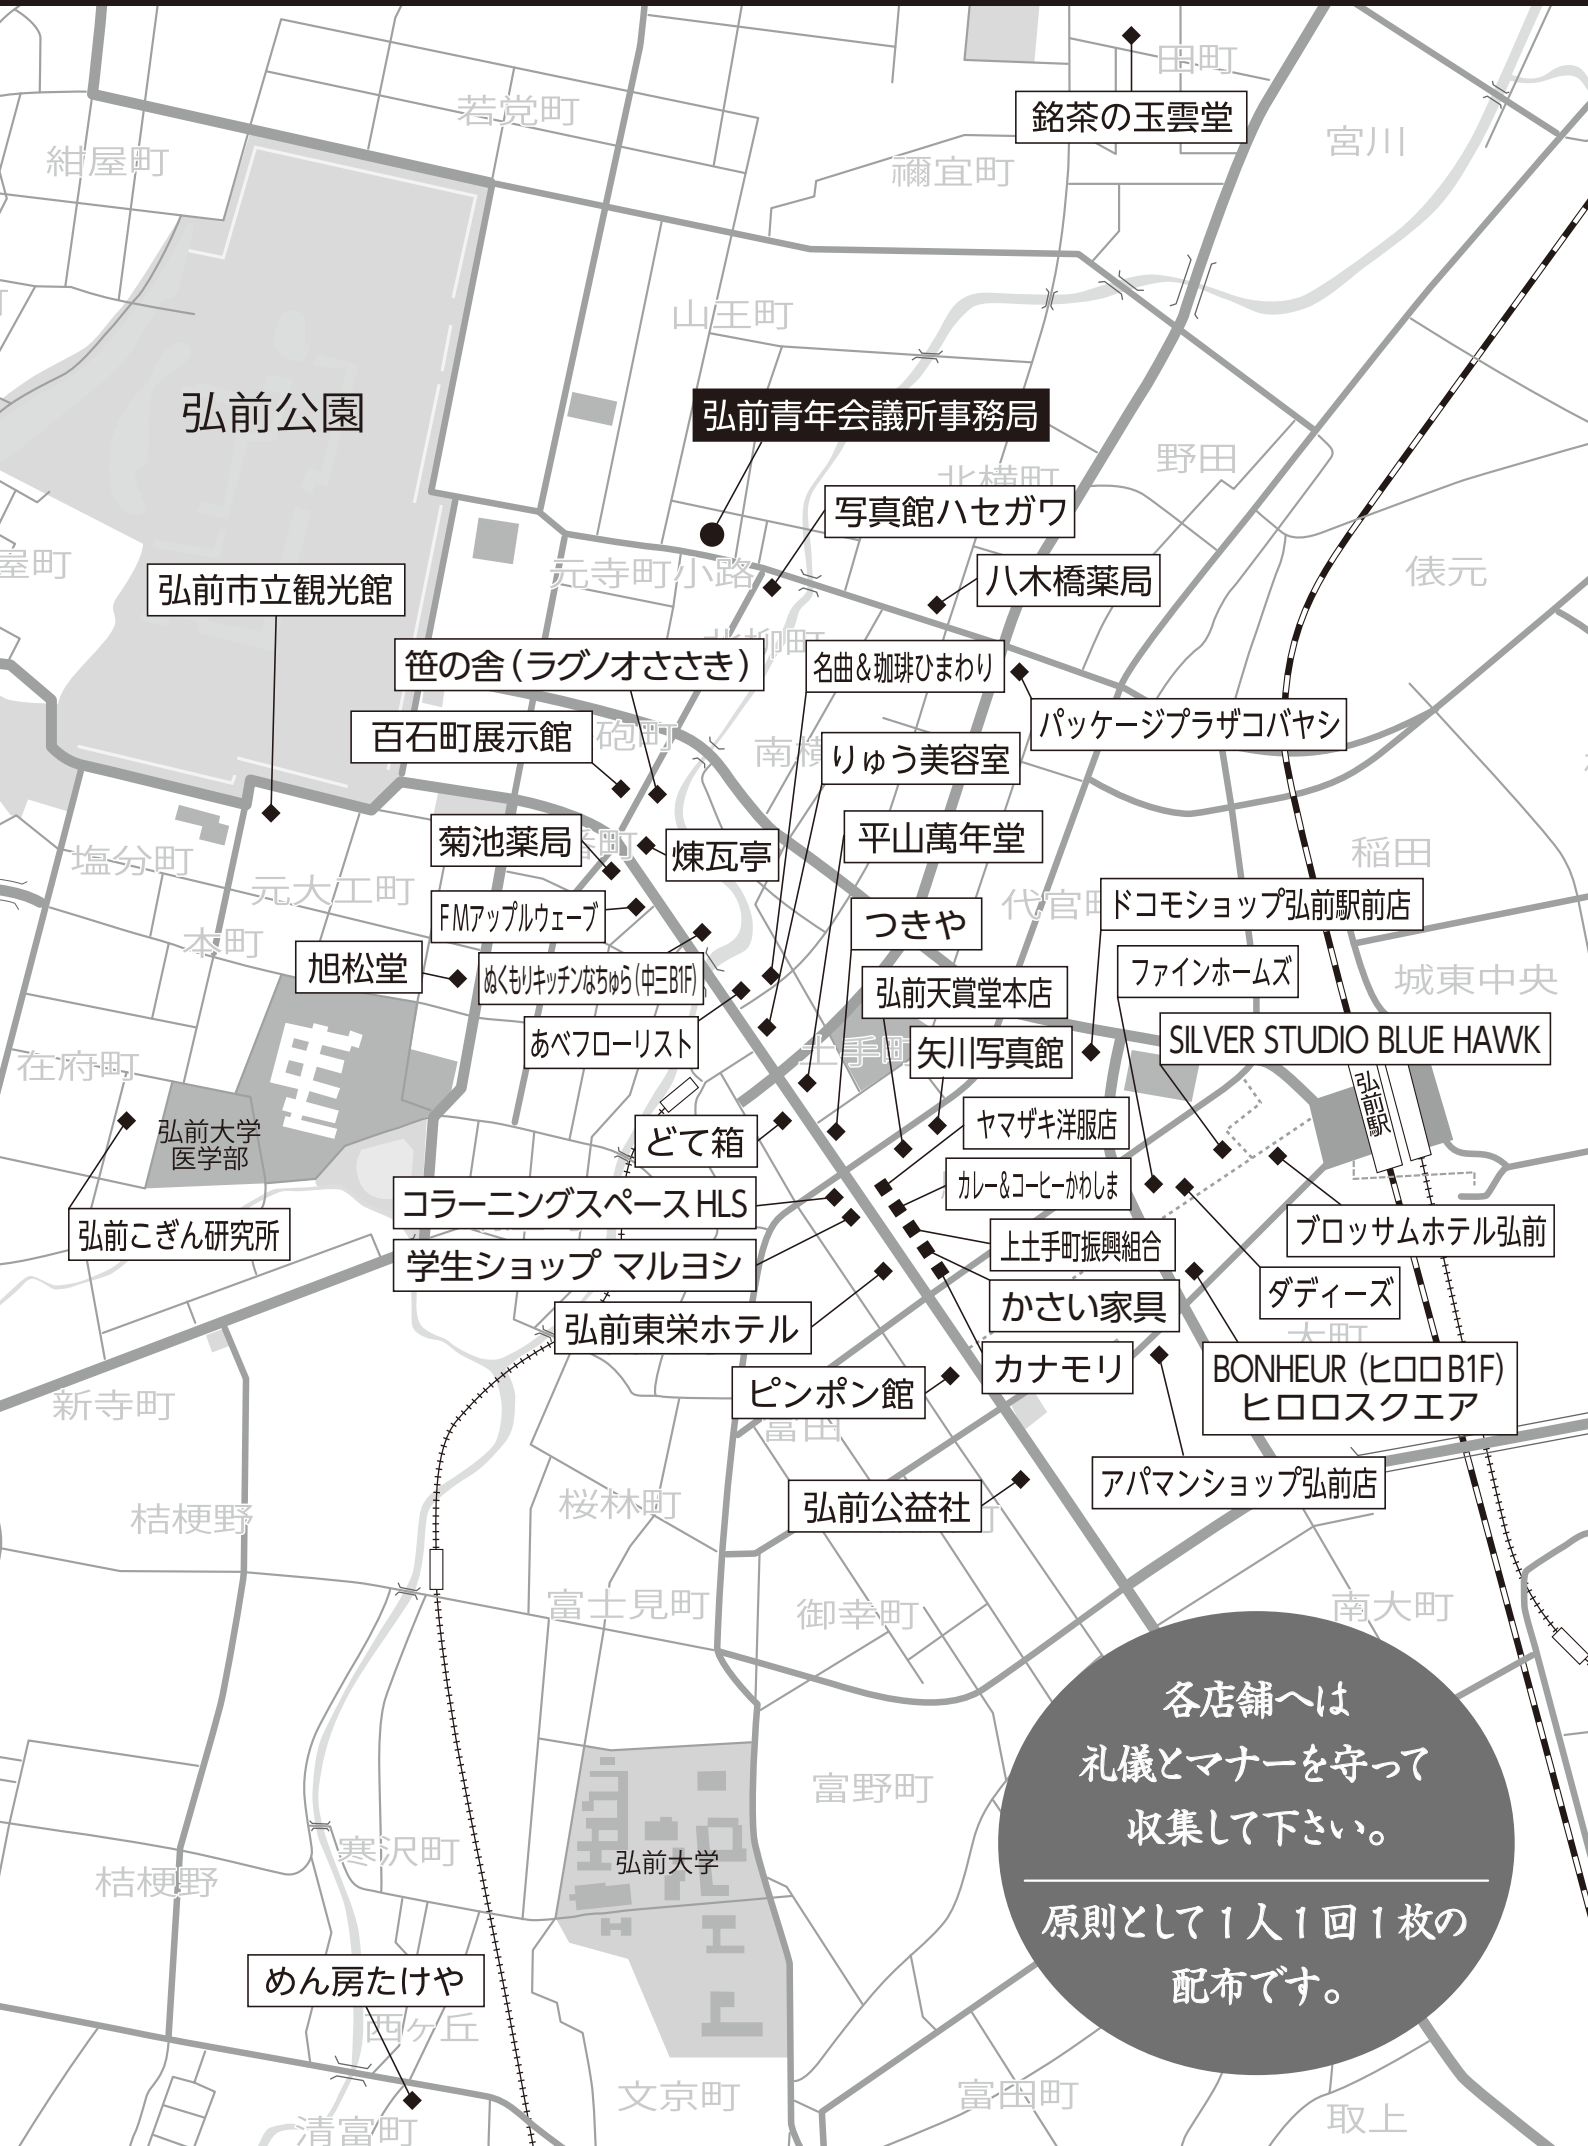 田町
銘茶の玉雲堂
若党町
宮川
紺屋町
禰宜町
山王町
弘前公園
弘前青年会議所事務局
野田
北横町
写真館ハセガワ
元寺町小路
八木橋薬局
俵元
屋町
弘前市立観光館
北柳町
笹の舎（ラグノオささき）
名曲＆珈琲ひまわり
パッケージプラザコバヤシ
百石町展示館
砲町
南横
りゅう美容室
菊池薬局
番町
煉瓦亭
平山萬年堂
稲田
塩分町
元大工町
FMアップルウェーブ
つきや
代官町
ドコモショップ弘前駅前店
本町
旭松堂
ぬくもりキッチンなちゅら（中三B1F）
ファインホームズ
弘前天賞堂本店
城東中央
あべフローリスト
土手町
矢川写真館
SILVER STUDIO BLUE HAWK
在府町
弘前駅
弘前大学
医学部
どて箱
ヤマザキ洋服店
カレー＆コーヒーかわしま
コラーニングスペースHLS
弘前こぎん研究所
上土手町振興組合
ブロッサムホテル弘前
学生ショップ マルヨシ
かさい家具
ダディーズ
弘前東栄ホテル
大町
カナモリ
BONHEUR（ヒロロB1F）
ヒロロスクエア
ピンポン館
新寺町
富田
アパマンショップ弘前店
弘前公益社
桜林町
桔梗野
富士見町
御幸町
南大町
各店舗へは
礼儀とマナーを守って
収集して下さい。
原則として1人1回1枚の
配布です。
富野町
寒沢町
弘前大学
桔梗野
めん房たけや
西ヶ丘
文京町
富田町
取上
清富町